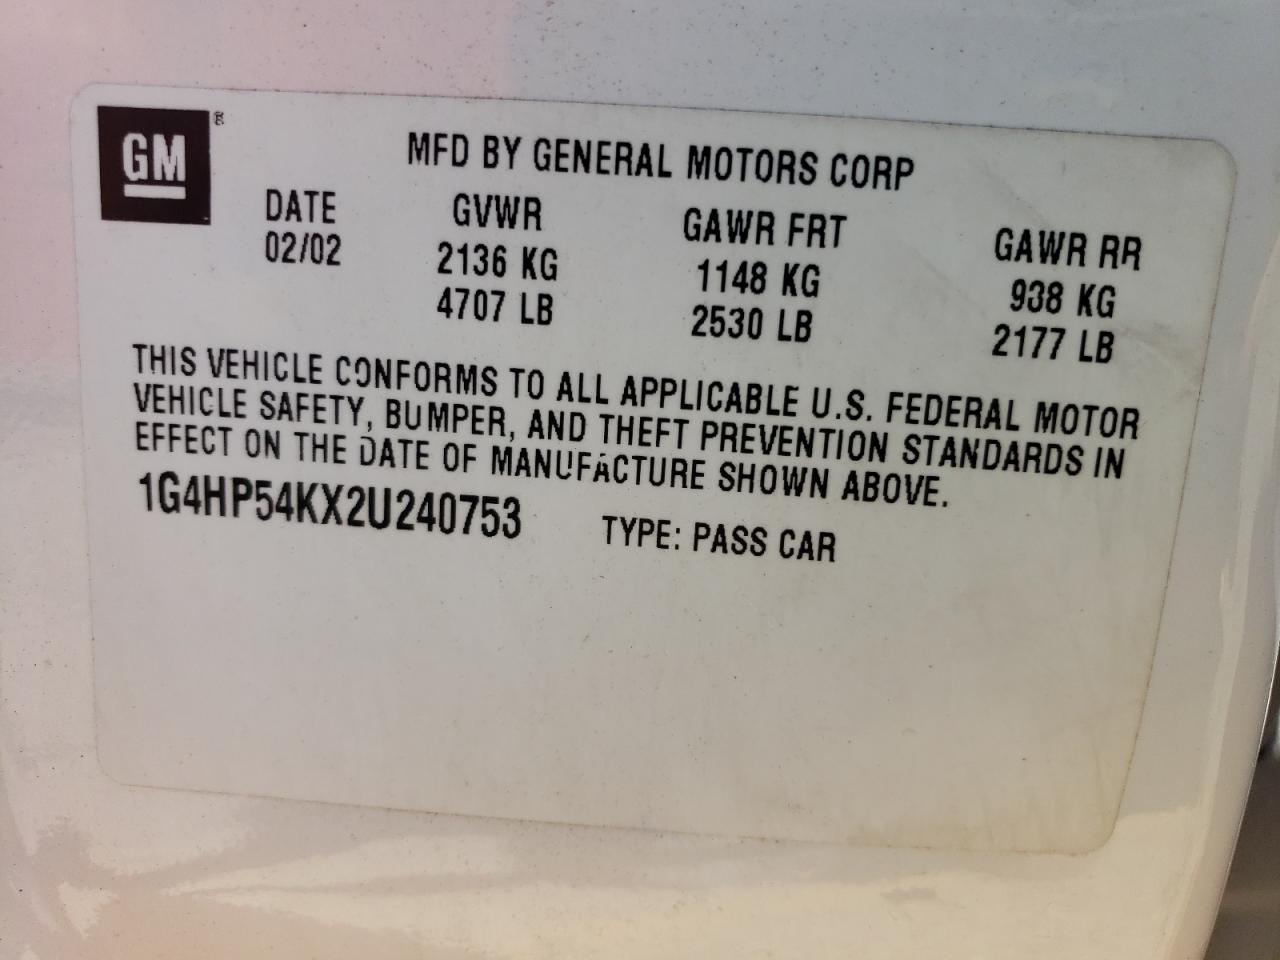 GM ®
MFD BY GENERAL MOTORS CORP
DATE GVWR GAWR FRT GAWR RR
02/02 2136 KG 1148 KG 938 KG
4707 LB 2530 LB 2177 LB
THIS VEHICLE CONFORMS TO ALL APPLICABLE U.S. FEDERAL MOTOR
VEHICLE SAFETY, BUMPER, AND THEFT PREVENTION STANDARDS IN
EFFECT ON THE DATE OF MANUFACTURE SHOWN ABOVE.
1G4HP54KX2U240753 TYPE: PASS CAR